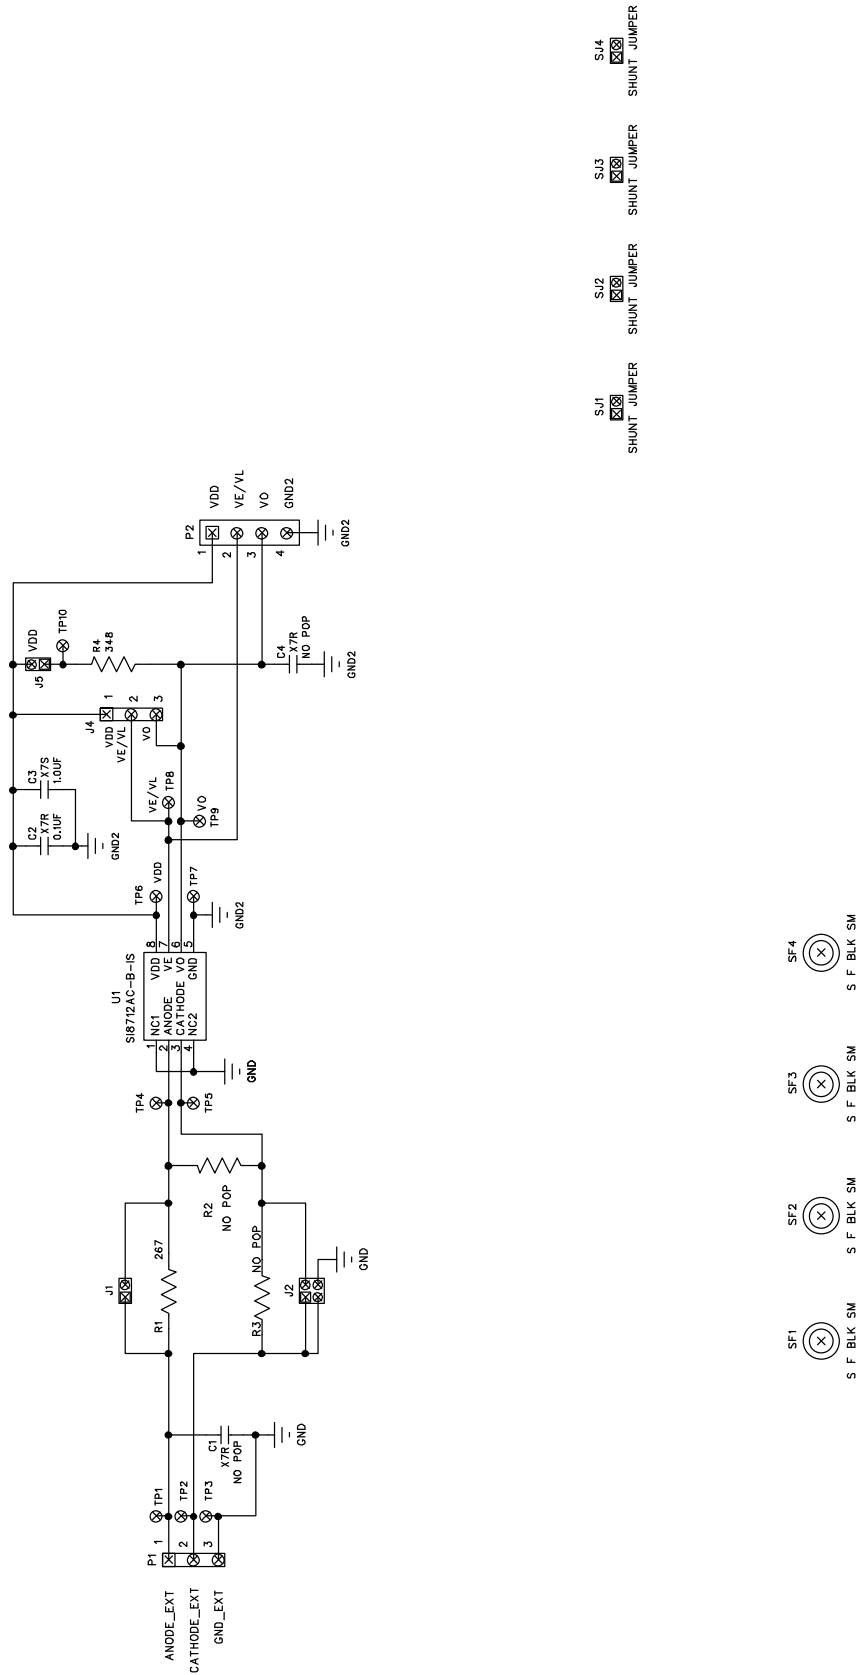 ANODE_EXT
CATHODE_EXT
GND_EXT
P1
1
2
3
TP1
TP2
TP3
C1
X7R
NO POP
GND
J1
R1
267
R3
NO POP
J2
GND
R2
NO POP
TP4
TP5
GND
U1
SI8712AC-B-IS
1
2
3
4
NC1
ANODE
CATHODE
NC2
VDD
VE
VO
GND
8
7
6
5
TP6
VDD
TP7
GND2
C2
X7R
0.1UF
C3
X7S
1.0UF
GND2
VE/VL
TP8
VO
TP9
J4
VDD
VE/VL
VO
1
2
3
J5
VDD
TP10
R4
348
C4
X7R
NO POP
GND2
P2
1
2
3
4
VDD
VE/VL
VO
GND2
GND2
SJ1
SHUNT JUMPER
SJ2
SHUNT JUMPER
SJ3
SHUNT JUMPER
SJ4
SHUNT JUMPER
SF1
S F BLK SM
SF2
S F BLK SM
SF3
S F BLK SM
SF4
S F BLK SM